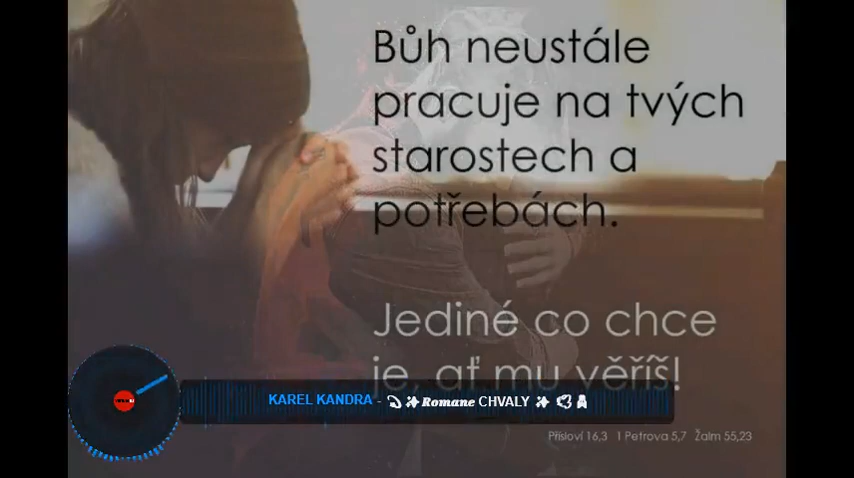 Bůh neustále
pracuje na tvých
starostech a
potřebách.
Jediné co chce
je, ať mu věříš!
KAREL KANDRA - Romane CHVALY
Přísloví 16,3 1 Petrova 5,7 Žalm 55,23